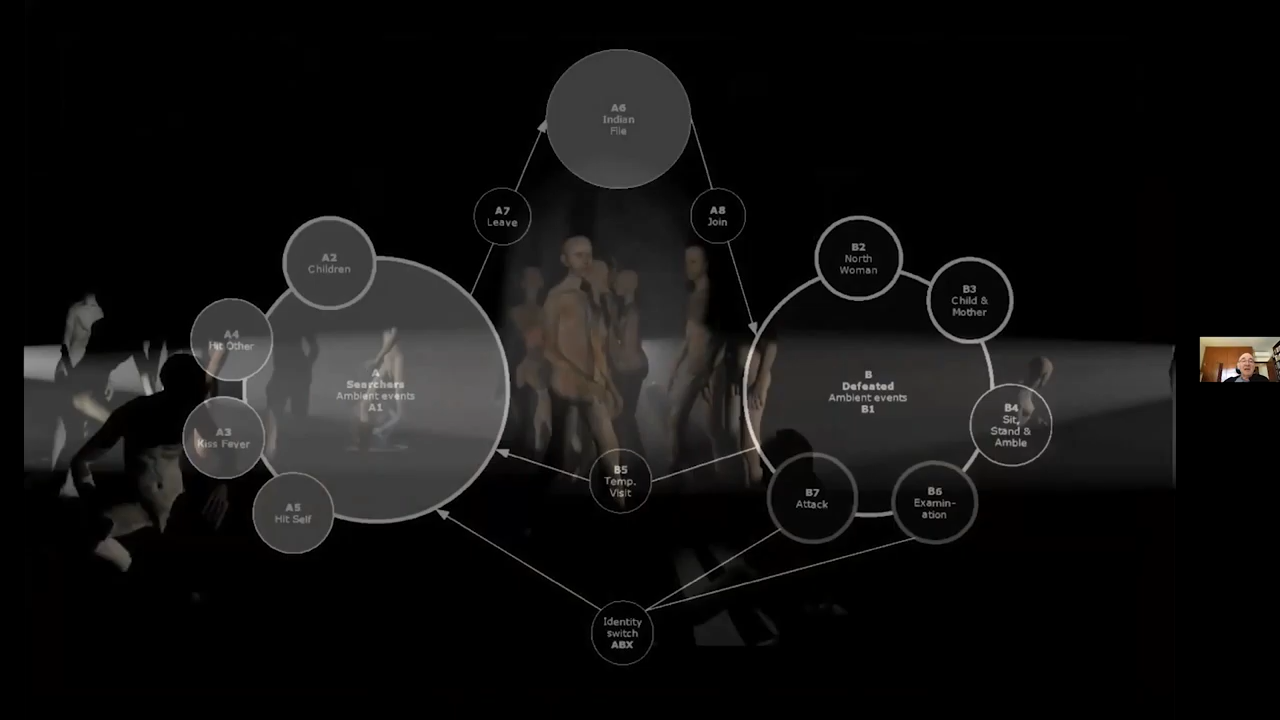 A6
Indian
File
A7
Leave
A8
Join
A2
Children
B2
North
Woman
B3
Child &
Mother
A4
Hit Other
A
Searchers
Ambient events
A1
B
Defeated
Ambient events
B1
A3
Kiss Fever
B4
Sit,
Stand &
Amble
B5
Temp.
Visit
A5
Hit Self
B7
Attack
B6
Examin-
ation
Identity
switch
ABX